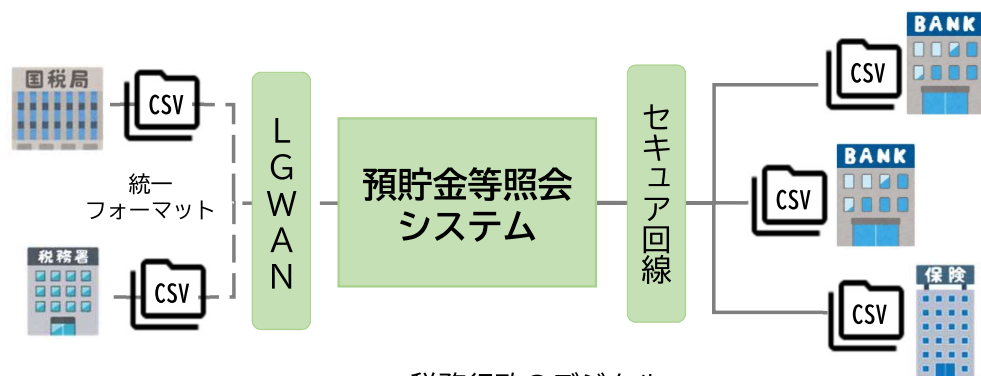 国税局
CSV
統一
フォーマット
税務署
CSV
LGWAN
預貯金等照会
システム
セキュア回線
BANK
CSV
BANK
CSV
保険
CSV